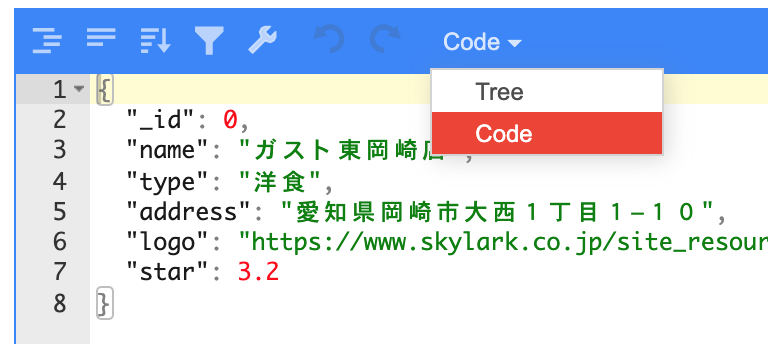 Code
Tree
Code
1 {
2 "_id": 0,
3 "name": "ガスト東岡崎店",
4 "type": "洋食",
5 "address": "愛知県岡崎市大西１丁目１−１０",
6 "logo": "https://www.skylark.co.jp/site_resour
7 "star": 3.2
8 }